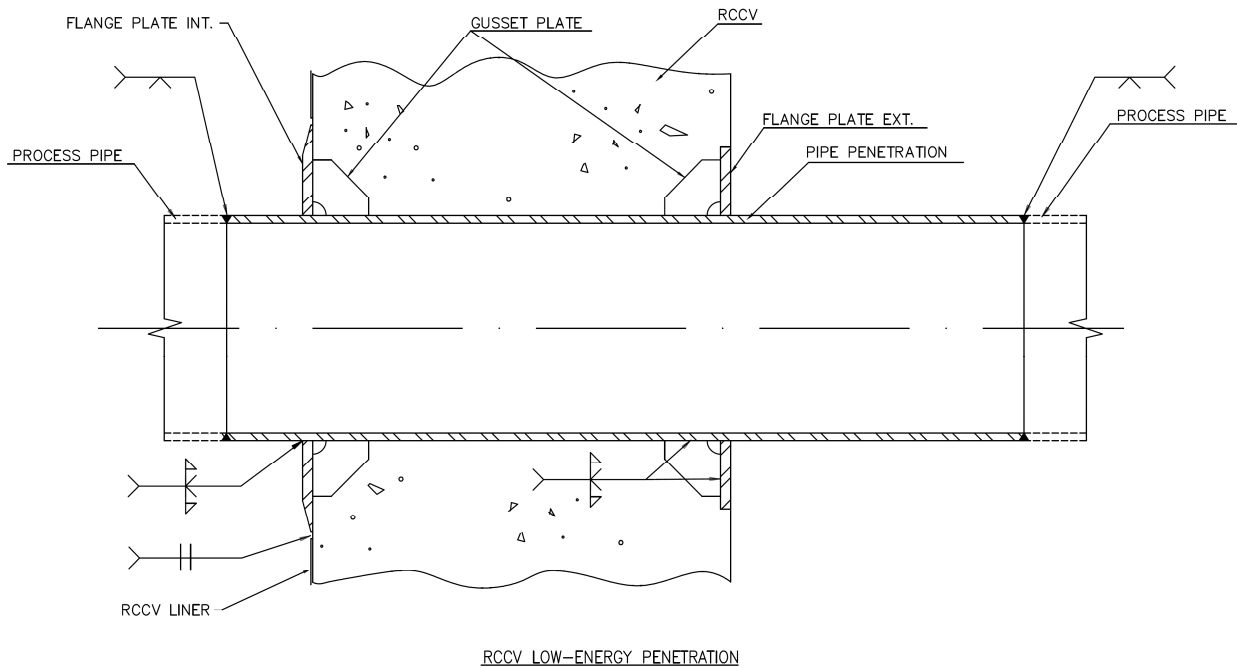 FLANGE PLATE INT.
GUSSET PLATE
RCCV
FLANGE PLATE EXT.
PROCESS PIPE
PROCESS PIPE
PIPE PENETRATION
RCCV LINER
RCCV LOW-ENERGY PENETRATION